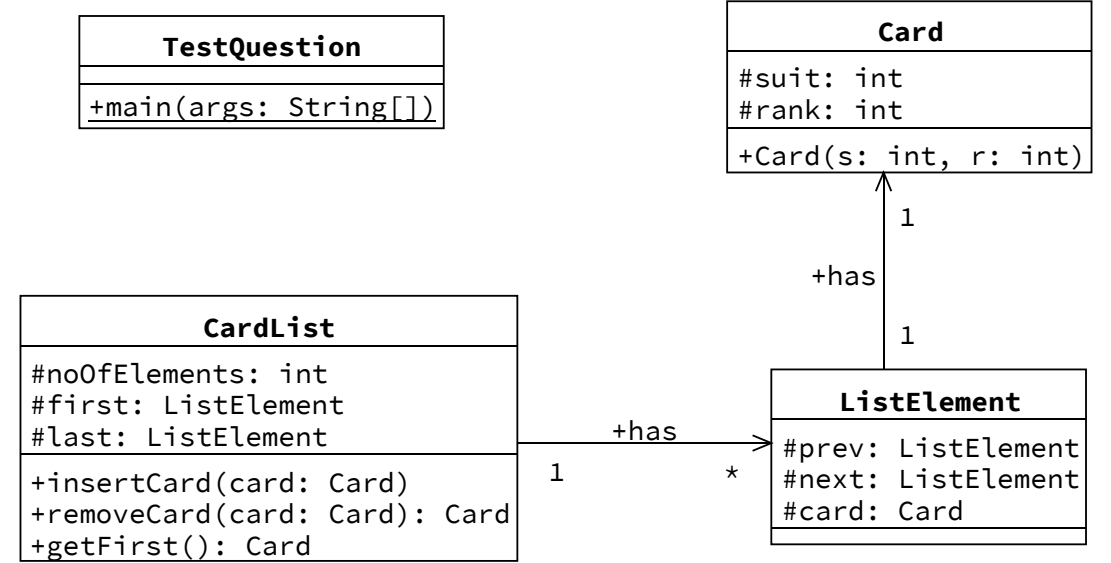 TestQuestion
+main(args: String[])
Card
#suit: int
#rank: int
+Card(s: int, r: int)
1
+has
1
CardList
#noOfElements: int
#first: ListElement
#last: ListElement
+insertCard(card: Card)
+removeCard(card: Card): Card
+getFirst(): Card
+has
1
*
ListElement
#prev: ListElement
#next: ListElement
#card: Card